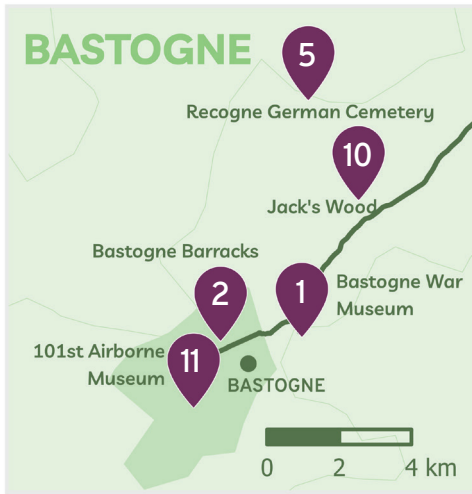 BASTOGNE
5
Recogne German Cemetery
10
Jack's Wood
Bastogne Barracks
2
1
Bastogne War
Museum
101st Airborne
Museum
11
BASTOGNE
0 2 4 km